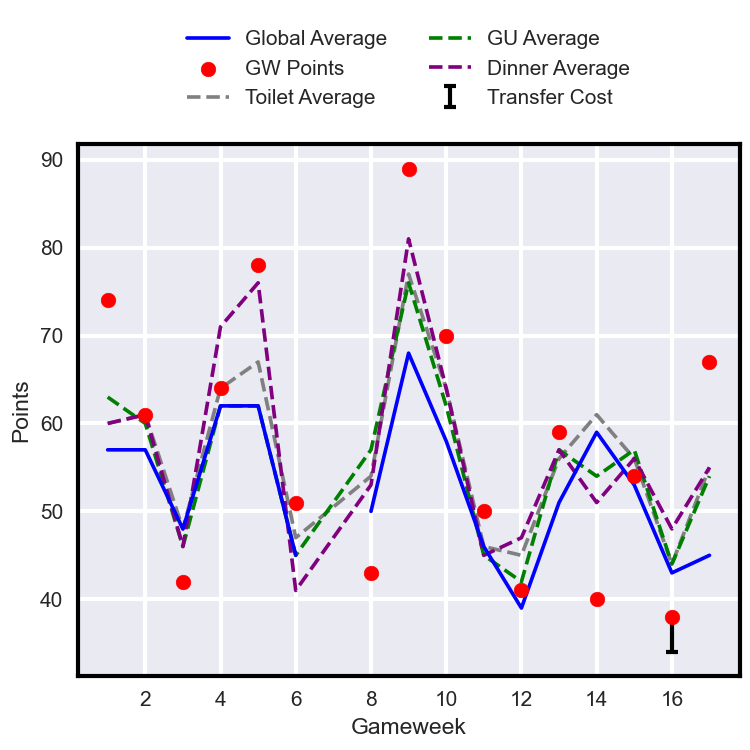 Global Average
GW Points
Toilet Average
GU Average
Dinner Average
Transfer Cost
90
80
70
60
50
40
Points
2 4 6 8 10 12 14 16
Gameweek